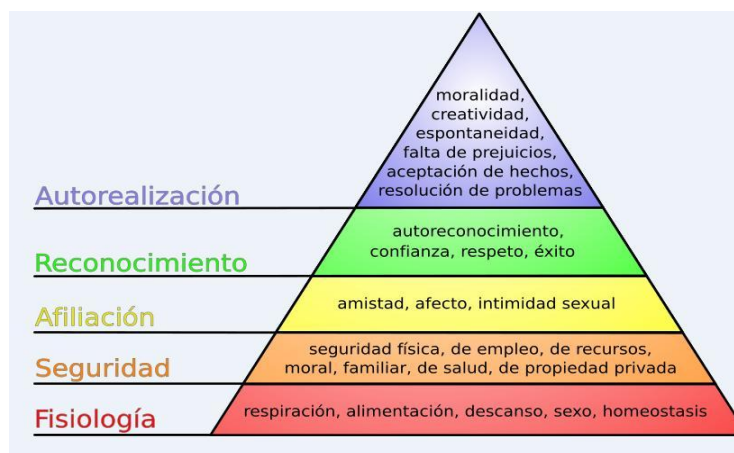 moralidad,
creatividad,
espontaneidad,
falta de prejuicios,
aceptación de hechos,
resolución de problemas
Autorealización
autoreconocimiento,
confianza, respeto, éxito
Reconocimiento
amistad, afecto, intimidad sexual
Afiliación
seguridad física, de empleo, de recursos,
moral, familiar, de salud, de propiedad privada
Seguridad
respiración, alimentación, descanso, sexo, homeostasis
Fisiología